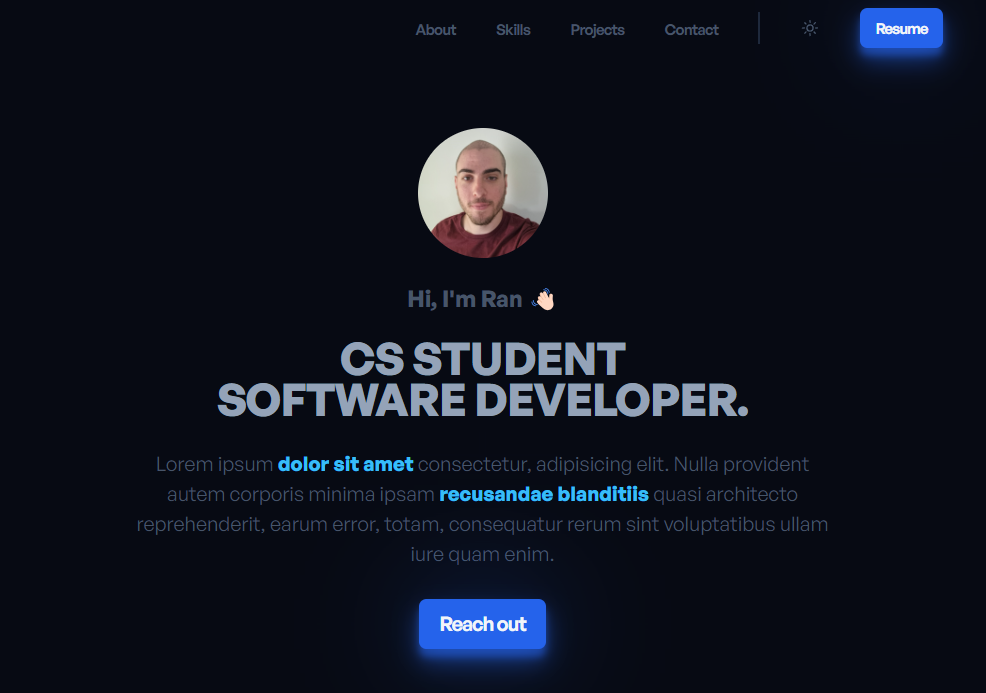 About Skills Projects Contact Resume
Hi, I'm Ran 👋🏻
CS STUDENT
SOFTWARE DEVELOPER.
Lorem ipsum dolor sit amet consectetur, adipisicing elit. Nulla provident
autem corporis minima ipsam recusandae blanditiis quasi architecto
reprehenderit, earum error, totam, consequatur rerum sint voluptatibus ullam
iure quam enim.
Reach out